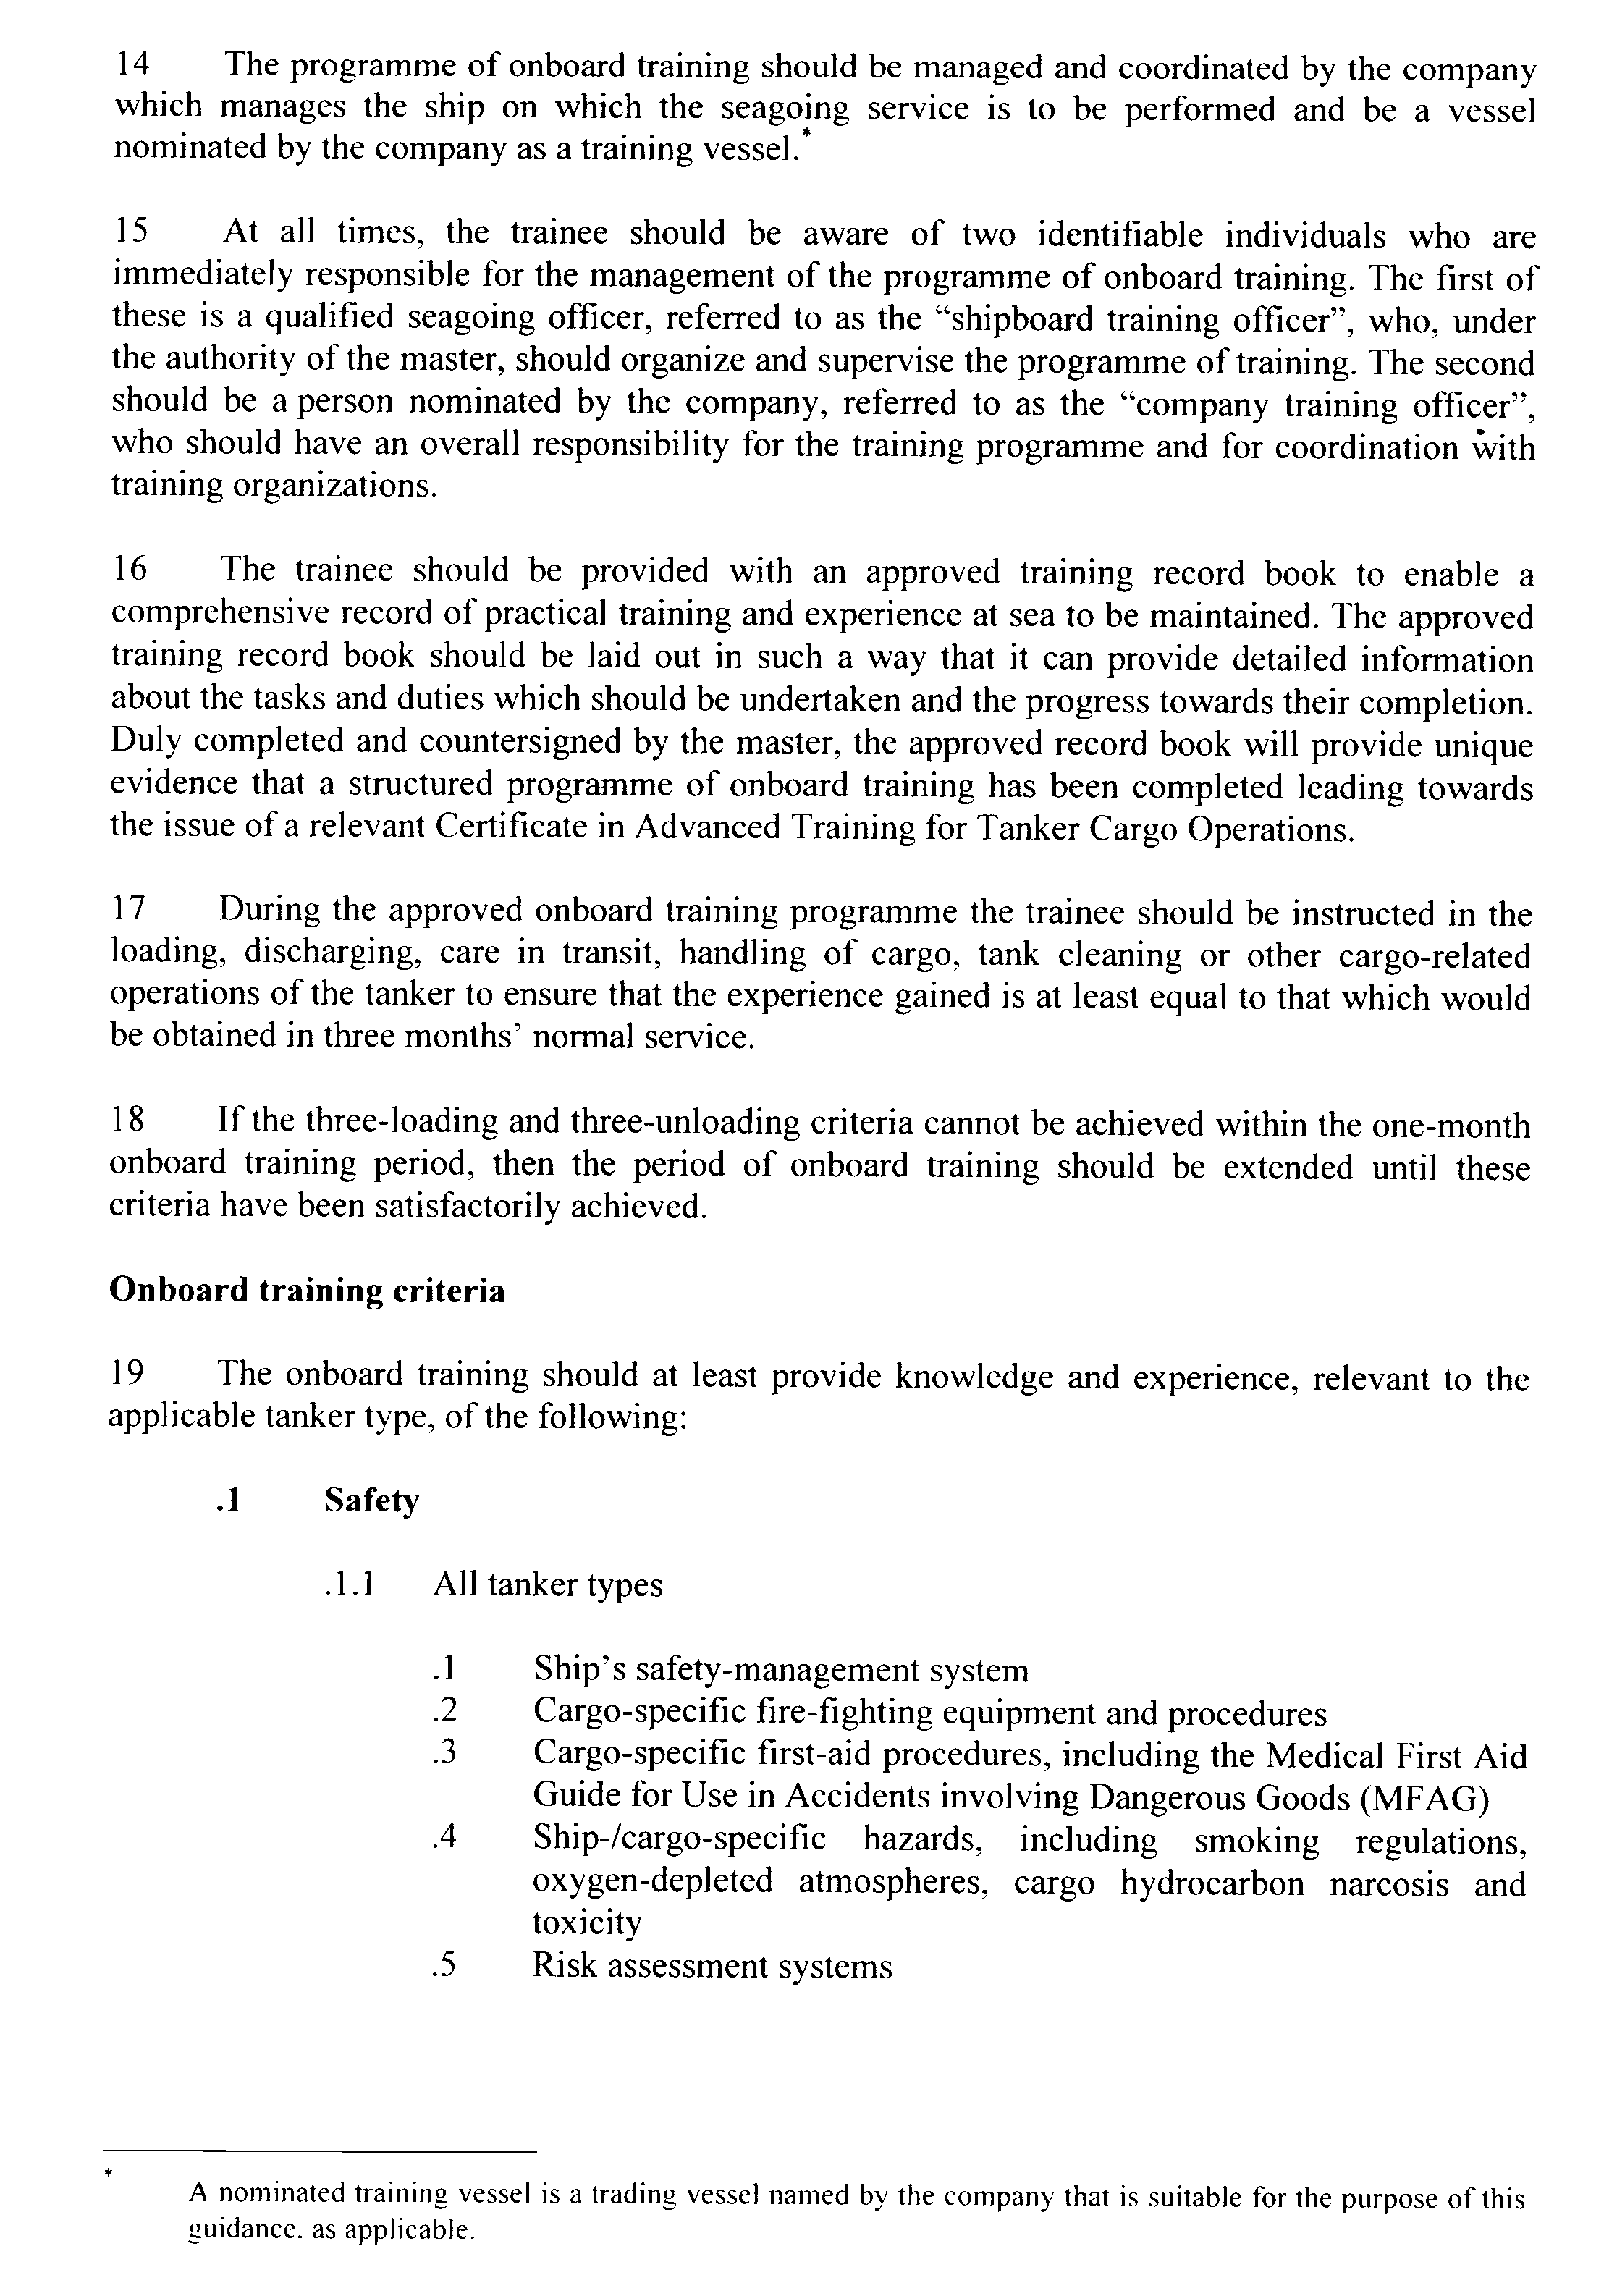 14 The programme of onboard training should be managed and coordinated by the company
which manages the ship on which the seagoing service is to be performed and be a vessel
nominated by the company as a training vessel.*
15 At all times, the trainee should be aware of two identifiable individuals who are
immediately responsible for the management of the programme of onboard training. The first of
these is a qualified seagoing officer, referred to as the “shipboard training officer”, who, under
the authority of the master, should organize and supervise the programme of training. The second
should be a person nominated by the company, referred to as the “company training officer”,
who should have an overall responsibility for the training programme and for coordination with
training organizations.
16 The trainee should be provided with an approved training record book to enable a
comprehensive record of practical training and experience at sea to be maintained. The approved
training record book should be laid out in such a way that it can provide detailed information
about the tasks and duties which should be undertaken and the progress towards their completion.
Duly completed and countersigned by the master, the approved record book will provide unique
evidence that a structured programme of onboard training has been completed leading towards
the issue of a relevant Certificate in Advanced Training for Tanker Cargo Operations.
17 During the approved onboard training programme the trainee should be instructed in the
loading, discharging, care in transit, handling of cargo, tank cleaning or other cargo-related
operations of the tanker to ensure that the experience gained is at least equal to that which would
be obtained in three months’ normal service.
18 If the three-loading and three-unloading criteria cannot be achieved within the one-month
onboard training period, then the period of onboard training should be extended until these
criteria have been satisfactorily achieved.
Onboard training criteria
19 The onboard training should at least provide knowledge and experience, relevant to the
applicable tanker type, of the following:
.1 Safety
.1.1 All tanker types
.1 Ship’s safety-management system
.2 Cargo-specific fire-fighting equipment and procedures
.3 Cargo-specific first-aid procedures, including the Medical First Aid
Guide for Use in Accidents involving Dangerous Goods (MFAG)
.4 Ship-/cargo-specific hazards, including smoking regulations,
oxygen-depleted atmospheres, cargo hydrocarbon narcosis and
toxicity
.5 Risk assessment systems
* A nominated training vessel is a trading vessel named by the company that is suitable for the purpose of this
guidance. as applicable.